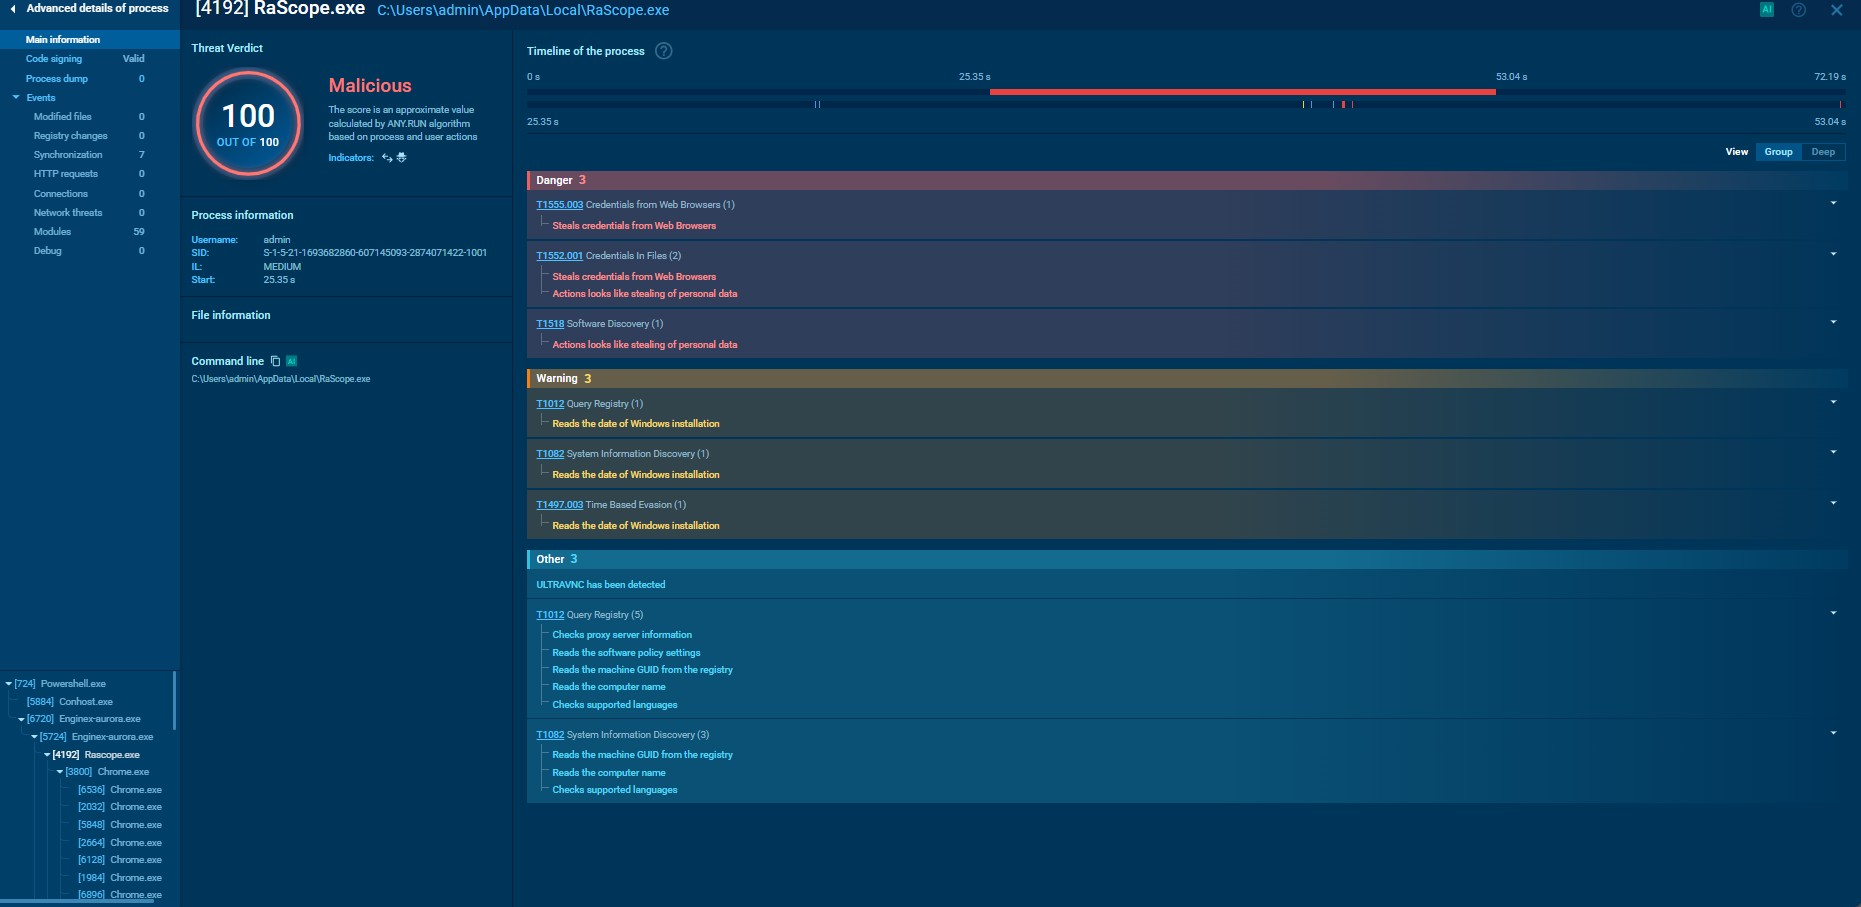 Advanced details of process
[4192] RaScope.exe C:\Users\admin\AppData\Local\RaScope.exe
AI
Main information
Code signing Valid
Process dump 0
Events
Modified files 0
Registry changes 0
Synchronization 7
HTTP requests 0
Connections 0
Network threats 0
Modules 59
Debug 0
[724] Powershell.exe
[5884] Conhost.exe
[6720] Enginex-aurora.exe
[5724] Enginex-aurora.exe
[4192] Rascope.exe
[3800] Chrome.exe
[6536] Chrome.exe
[2032] Chrome.exe
[5848] Chrome.exe
[2664] Chrome.exe
[6128] Chrome.exe
[1984] Chrome.exe
[6896] Chrome.exe
Threat Verdict
100
OUT OF 100
Malicious
The score is an approximate value
calculated by ANY.RUN algorithm
based on process and user actions
Indicators:
Process information
Username: admin
SID: S-1-5-21-1693682860-607145093-2874071422-1001
IL: MEDIUM
Start: 25.35 s
File information
Command line AI
C:\Users\admin\AppData\Local\RaScope.exe
Timeline of the process ?
0 s 25.35 s 53.04 s 72.19 s
25.35 s 53.04 s
View Group Deep
Danger 3
T1555.003 Credentials from Web Browsers (1)
Steals credentials from Web Browsers
T1552.001 Credentials In Files (2)
Steals credentials from Web Browsers
Actions looks like stealing of personal data
T1518 Software Discovery (1)
Actions looks like stealing of personal data
Warning 3
T1012 Query Registry (1)
Reads the date of Windows installation
T1082 System Information Discovery (1)
Reads the date of Windows installation
T1497.003 Time Based Evasion (1)
Reads the date of Windows installation
Other 3
ULTRAVNC has been detected
T1012 Query Registry (5)
Checks proxy server information
Reads the software policy settings
Reads the machine GUID from the registry
Reads the computer name
Checks supported languages
T1082 System Information Discovery (3)
Reads the machine GUID from the registry
Reads the computer name
Checks supported languages